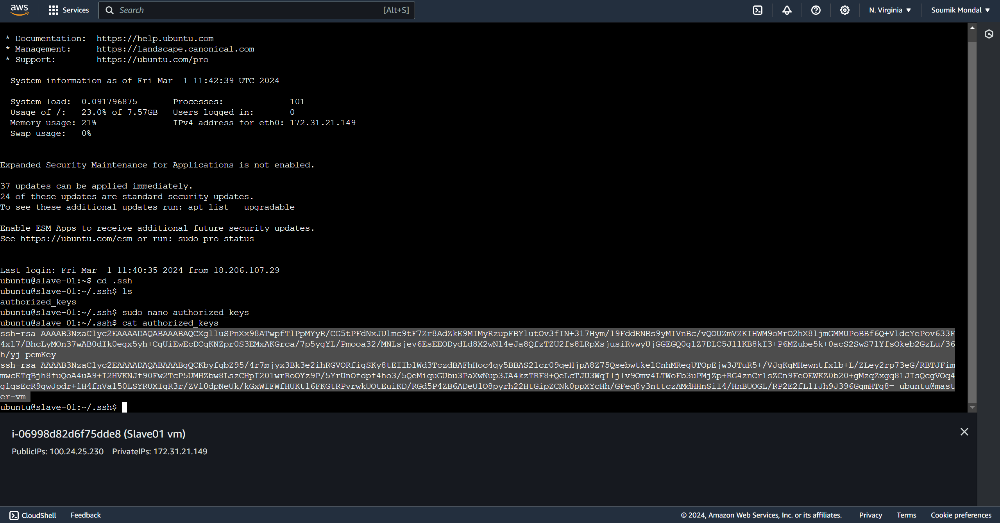 aws Services Search [Alt+S] N. Virginia Soumik Mondal
* Documentation: https://help.ubuntu.com
* Management: https://landscape.canonical.com
* Support: https://ubuntu.com/pro
System information as of Fri Mar 1 11:42:39 UTC 2024
System load: 0.091796875 Processes: 101
Usage of /: 23.0% of 7.57GB Users logged in: 0
Memory usage: 21% IPv4 address for eth0: 172.31.21.149
Swap usage: 0%
Expanded Security Maintenance for Applications is not enabled.
37 updates can be applied immediately.
24 of these updates are standard security updates.
To see these additional updates run: apt list --upgradable
Enable ESM Apps to receive additional future security updates.
See https://ubuntu.com/esm or run: sudo pro status
Last login: Fri Mar 1 11:40:35 2024 from 18.206.107.29
ubuntu@slave-01:~$ cd .ssh
ubuntu@slave-01:~/.ssh$ ls
authorized_keys
ubuntu@slave-01:~/.ssh$ sudo nano authorized_keys
ubuntu@slave-01:~/.ssh$ cat authorized_keys
ssh-rsa AAAAB3NzaC1yc2EAAAADAQABAAABAQCXglluSPnXx98ATwpfTlPpMYyR/CG5tPFdNxJUlmc9tF7Zr8AdZkE9MIMyRzupFBYlutOv3fIN+317Hym/19FddRNBs9yMIVnBc/vQOUZmVZKIHWM9oMrO2hX8ljmGMMUPoBBf6Q+VldcYePov633F
4x17/BhcLyMOn37wAB0dIk0egx5yh+CgUiEwEcDCqKNZpr0S3EMxAKGrca/7p5ygYL/Pmooa32/MNLsjev6EsEEODydLd8X2wNl4eJa8QfzTZU2fs8LRpXsjusiRvwyUjGGEGQ0glZ7DLC5Jl1KB8kI3+P6MZube5k+0acS2SwS71YfsOkeb2GzLu/36
h/yj pemKey
ssh-rsa AAAAB3NzaC1yc2EAAAADAQABAAABgQCKbyfqbZ95/4r7mjyx3Bk3e2ihRGVORfigSKy8tEIIb1Wd3TczdBAFhHoc4qy5BBAS21cr09qeHjpA8Z75QsebwtkelCnhMRegUTOpEjw3JTuR5+/VJgKgMHewntfxlb+L/ZLey2rp73eG/RBTJFim
mwcETqBjh8fuQoA4uA9+I2HVKNJf90Fw2TcP5UMHZbw8LszCHpI201wrRoOYz9P/5YrUnOfdpf4ho3/5QeMiquGUbu3PaXwNup3JA4kzTRF8+QeLcTJU3WqIljlv9Omv4LTWoFb3uPMjZp+RG4znCr1sZCn9FeOEWKZ0b20+gMzqZxgq81JIsQcgVOq4
g1qsEcR9gwJpdr+1H4fnVa150LSYRUXIgR3r/ZV10dpNeUk/kGxWIFWfHUKt16FKGtRPvrwkUOtEuiKD/RGd5P4ZB6ADeU1O8pyrh22HtGipZCNk0ppXYcHh/GFeq8y3nttczAMdHHnSiI4/HnBUOGL/RP2E2fL1IJh9J396GgmHTg8= ubuntu@mast
er-vm
ubuntu@slave-01:~/.ssh$
i-06998d82d6f75dde8 (Slave01 vm)
PublicIPs: 100.24.25.230 PrivateIPs: 172.31.21.149
CloudShell Feedback © 2024, Amazon Web Services, Inc. or its affiliates. Privacy Terms Cookie preferences